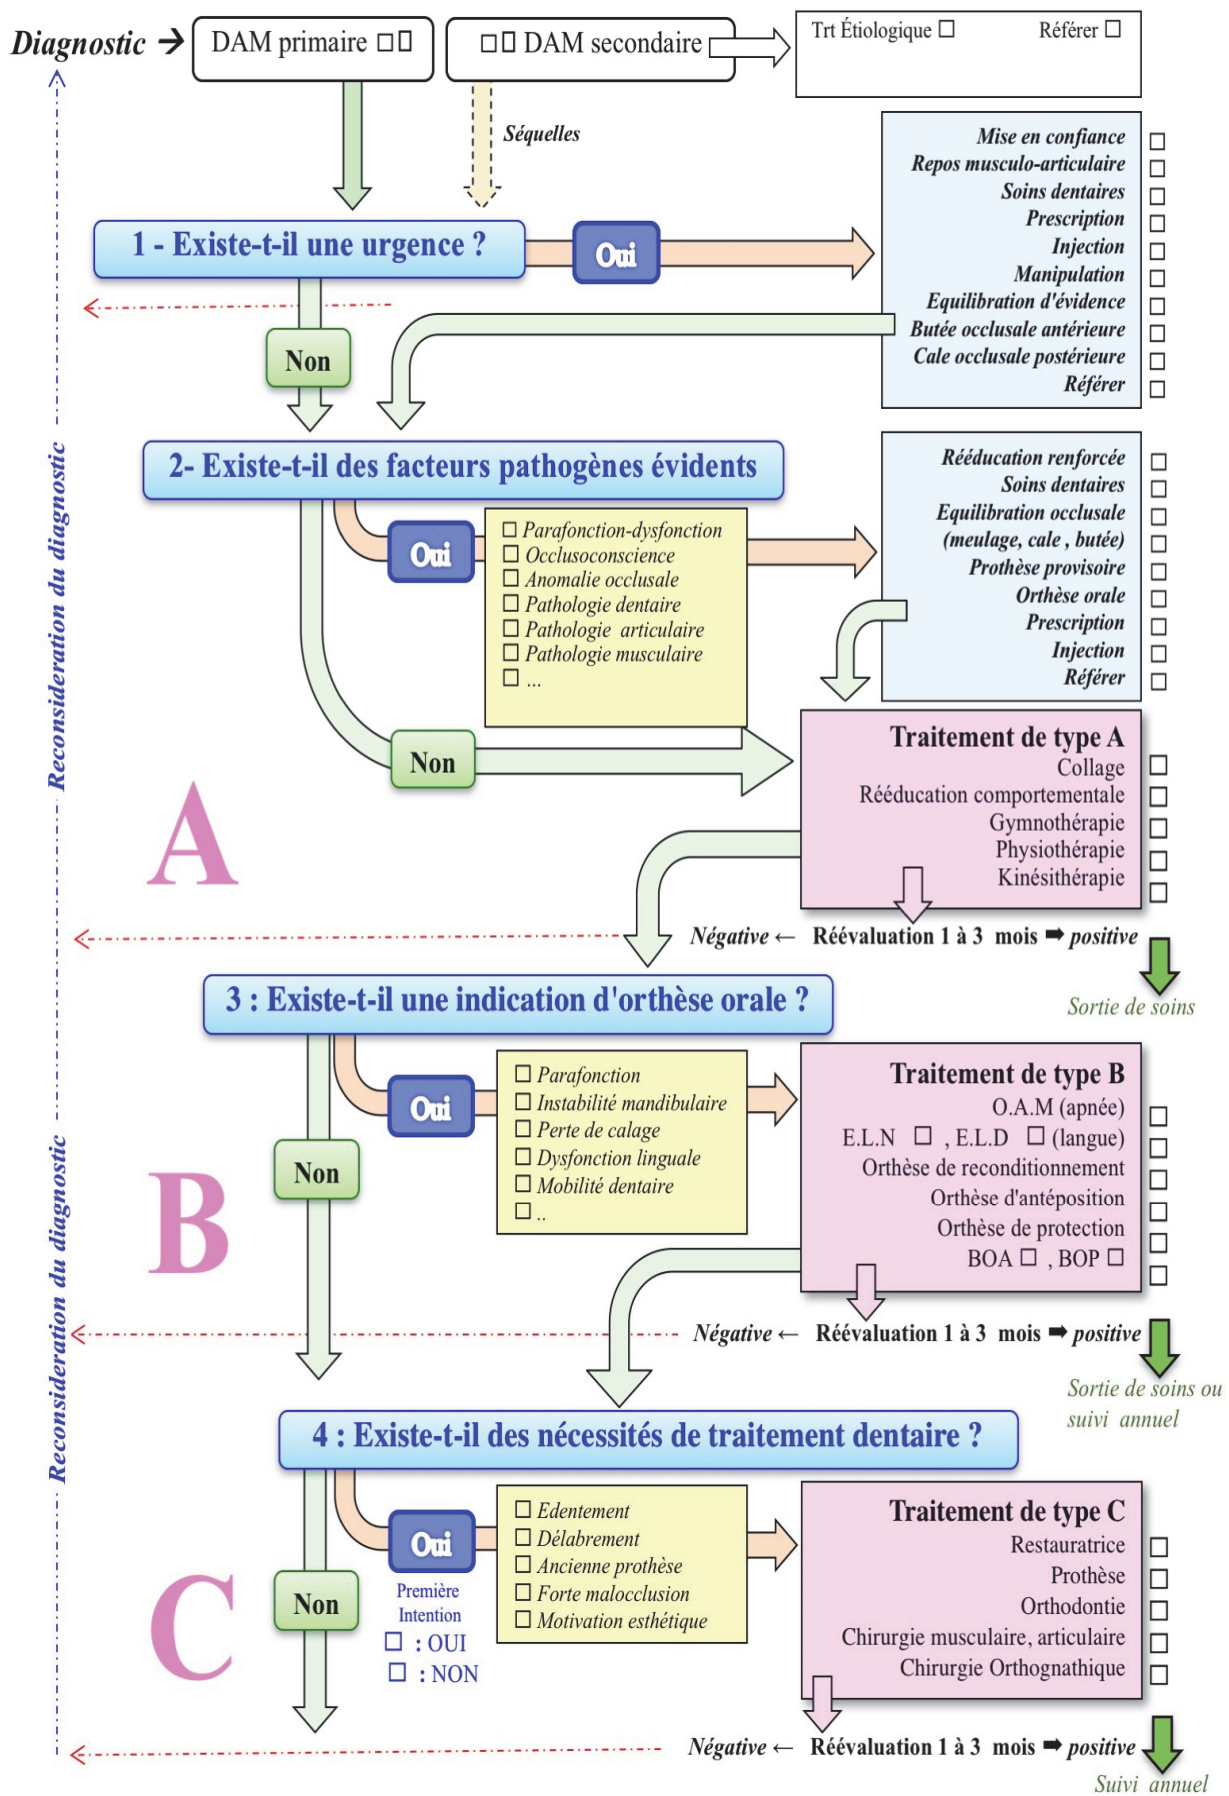 Diagnostic → DAM primaire □ □ □ □ DAM secondaire
Trt Étiologique □ Référer □
Séquelles
Mise en confiance □
Repos musculo-articulaire □
Soins dentaires □
Prescription □
Injection □
Manipulation □
Equilibration d'évidence □
Butée occlusale antérieure □
Cale occlusale postérieure □
Référer □
1 - Existe-t-il une urgence ?
Oui
Non
2- Existe-t-il des facteurs pathogènes évidents
Oui
□ Parafonction-dysfonction
□ Occlusoconscience
□ Anomalie occlusale
□ Pathologie dentaire
□ Pathologie articulaire
□ Pathologie musculaire
□ ...
Rééducation renforcée □
Soins dentaires □
Equilibration occlusale □
(meulage, cale , butée) □
Prothèse provisoire □
Orthèse orale □
Prescription □
Injection □
Référer □
Non
Reconsideration du diagnostic
A
Traitement de type A
Collage □
Rééducation comportementale □
Gymnothérapie □
Physiothérapie □
Kinésithérapie □
Négative ← Réévaluation 1 à 3 mois ➡ positive
Sortie de soins
3 : Existe-t-il une indication d'orthèse orale ?
Oui
□ Parafonction
□ Instabilité mandibulaire
□ Perte de calage
□ Dysfonction linguale
□ Mobilité dentaire
□ ..
Non
Reconsideration du diagnostic
B
Traitement de type B
O.A.M (apnée) □
E.L.N □ , E.L.D □ (langue) □
Orthèse de reconditionnement □
Orthèse d'antéposition □
Orthèse de protection □
BOA □ , BOP □ □
Négative ← Réévaluation 1 à 3 mois ➡ positive
Sortie de soins ou
suivi annuel
4 : Existe-t-il des nécessités de traitement dentaire ?
Oui
Première
Intention
□ : OUI
□ : NON
□ Edentement
□ Délabrement
□ Ancienne prothèse
□ Forte malocclusion
□ Motivation esthétique
Non
C
Traitement de type C
Restauratrice □
Prothèse □
Orthodontie □
Chirurgie musculaire, articulaire □
Chirurgie Orthognathique □
Négative ← Réévaluation 1 à 3 mois ➡ positive
Suivi annuel